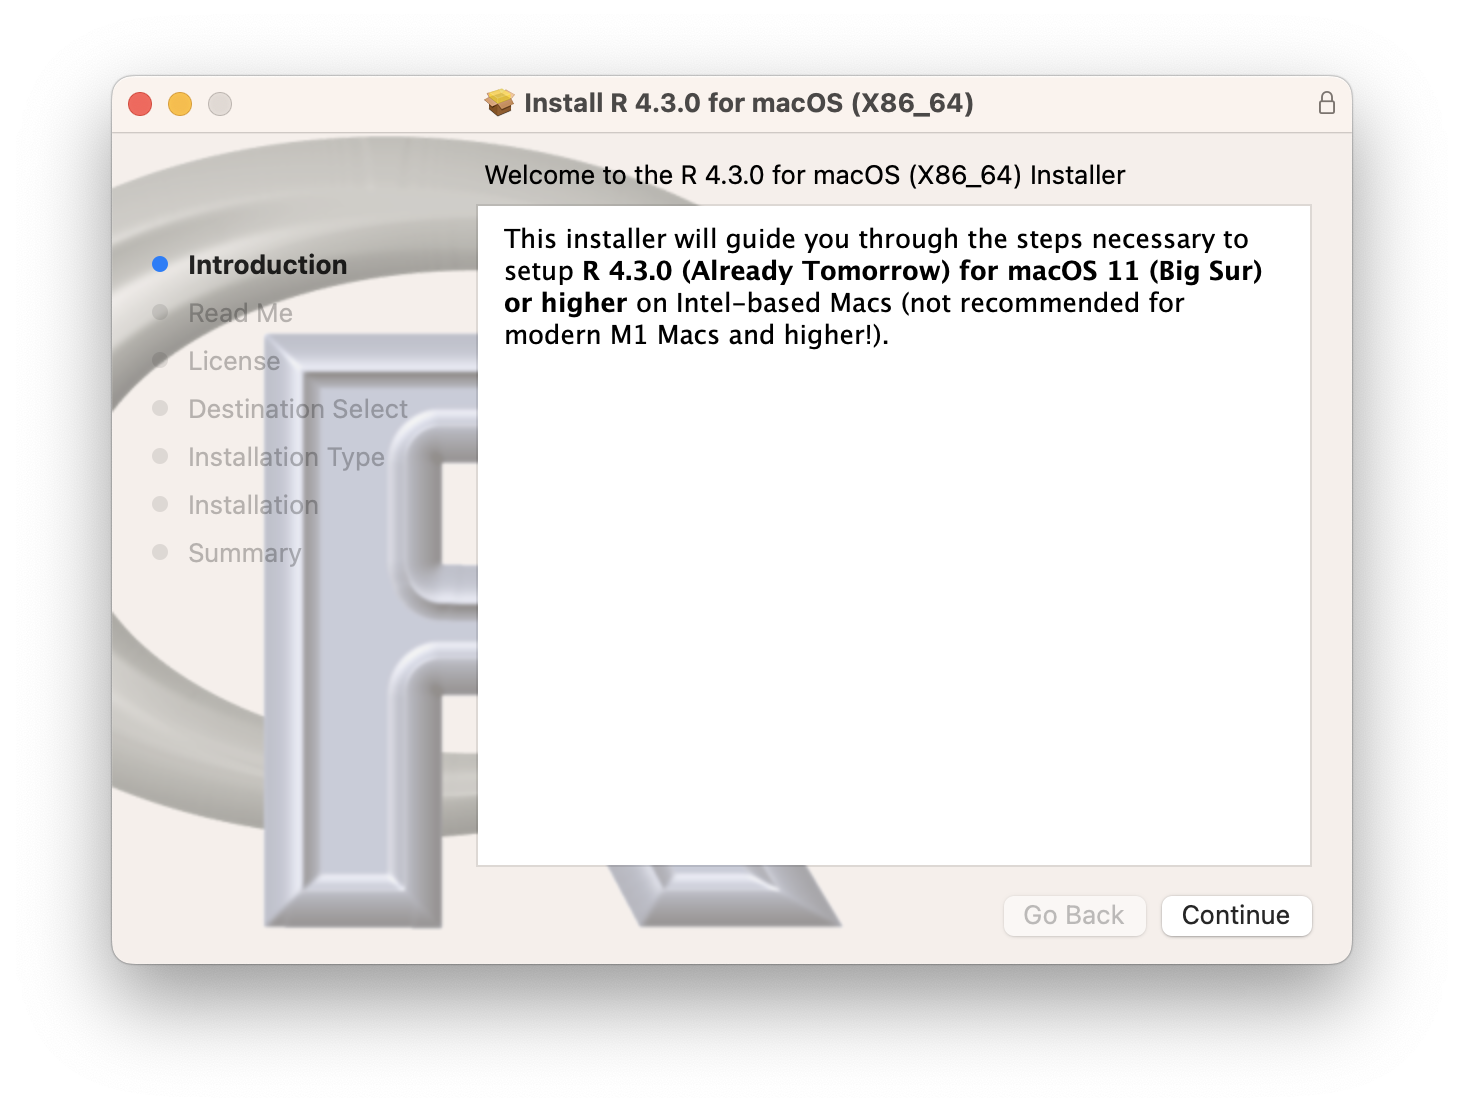 Install R 4.3.0 for macOS (X86_64)
Welcome to the R 4.3.0 for macOS (X86_64) Installer
Introduction
Read Me
License
Destination Select
Installation Type
Installation
Summary
This installer will guide you through the steps necessary to
setup R 4.3.0 (Already Tomorrow) for macOS 11 (Big Sur)
or higher on Intel-based Macs (not recommended for
modern M1 Macs and higher!).
Go Back
Continue